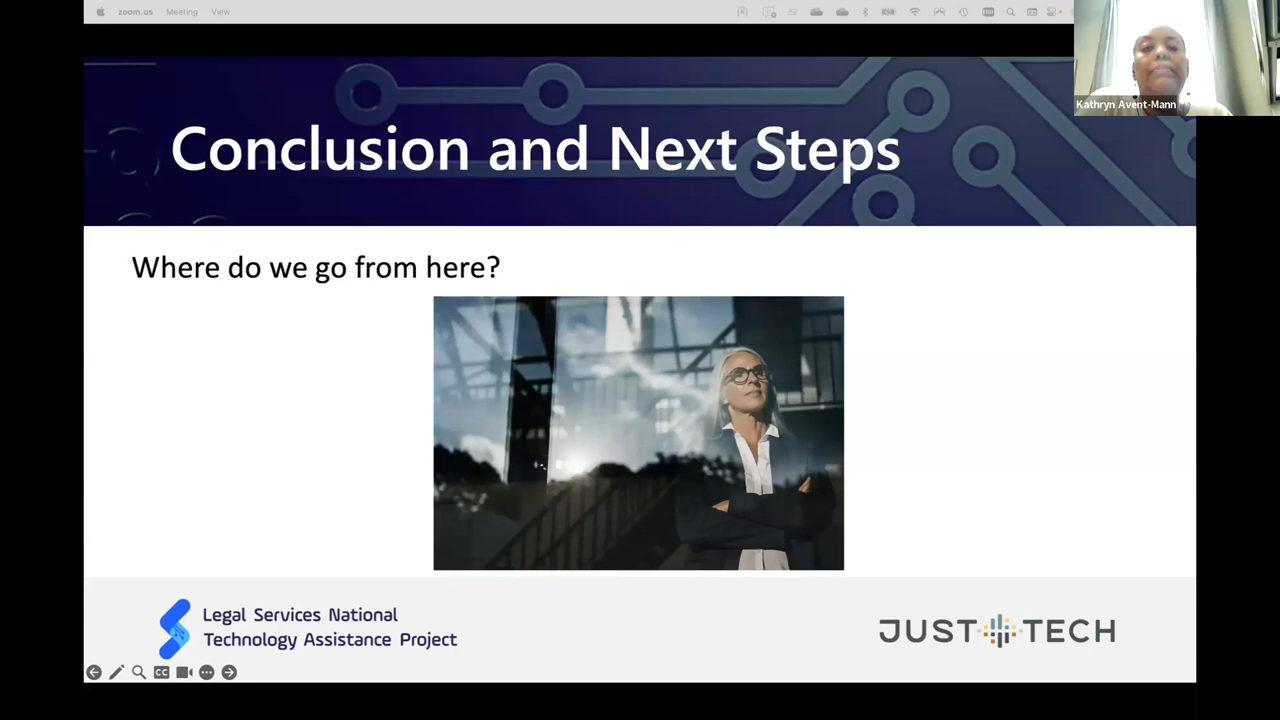 zoom.us Meeting View
Kathryn Avent-Mann
Conclusion and Next Steps
Where do we go from here?
Legal Services National
Technology Assistance Project
JUST TECH
CC